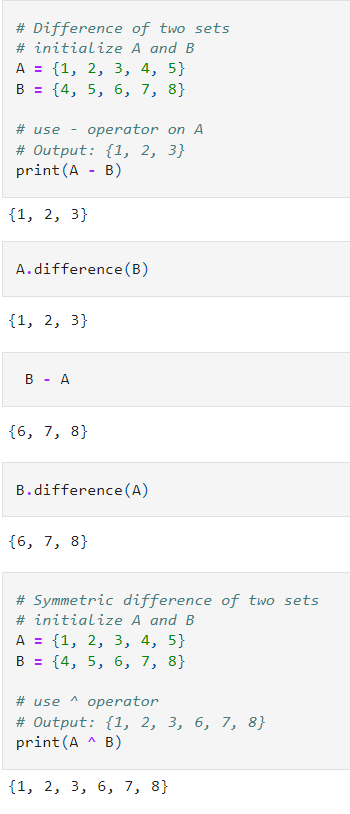 # Difference of two sets
# initialize A and B
A = {1, 2, 3, 4, 5}
B = {4, 5, 6, 7, 8}
# use - operator on A
# Output: {1, 2, 3}
print(A - B)
{1, 2, 3}
A.difference(B)
{1, 2, 3}
B - A
{6, 7, 8}
B.difference(A)
{6, 7, 8}
# Symmetric difference of two sets
# initialize A and B
A = {1, 2, 3, 4, 5}
B = {4, 5, 6, 7, 8}
# use ^ operator
# Output: {1, 2, 3, 6, 7, 8}
print(A ^ B)
{1, 2, 3, 6, 7, 8}